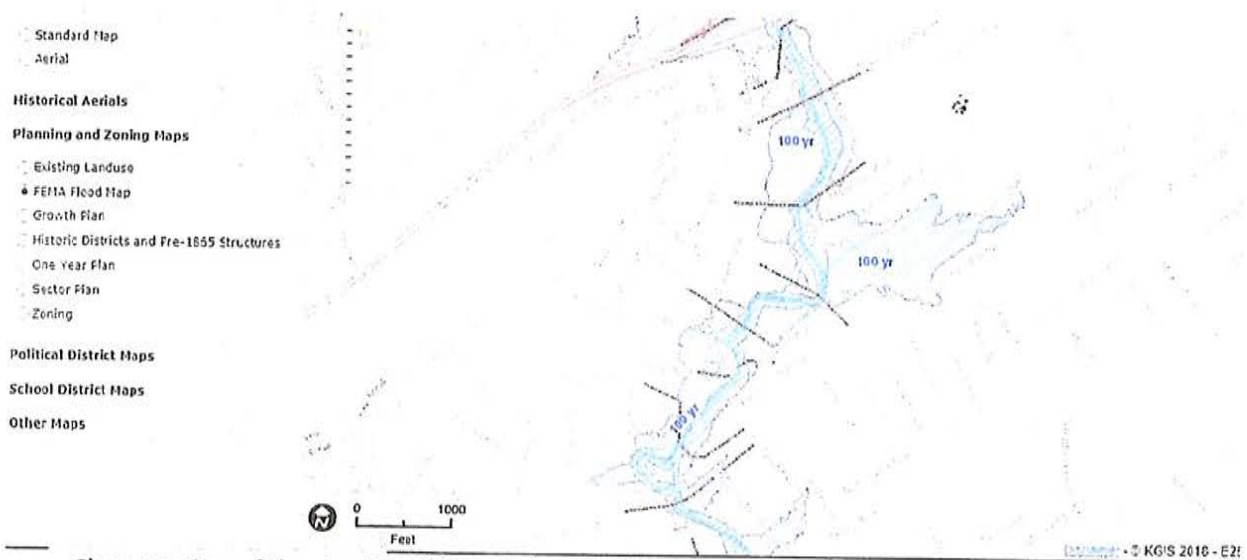 Standard Map
Aerial
Historical Aerials
Planning and Zoning Maps
Existing Landuse
FEMA Flood Map
Growth Plan
Historic Districts and Pre-1865 Structures
One Year Plan
Sector Plan
Zoning
Political District Maps
School District Maps
Other Maps
100 yr
100 yr
100 yr
N
0 1000
Feet
- © KGIS 2018 -